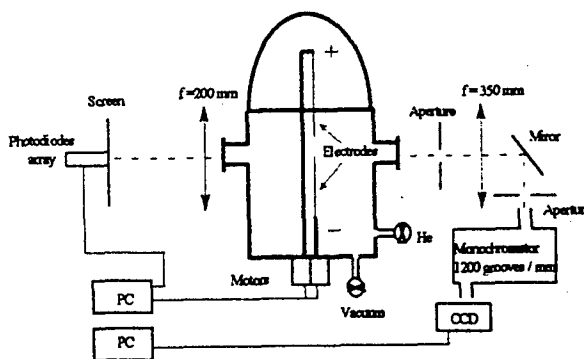 +
f =200 mm
f = 350 mm
Screen
Aperture
Mirror
Photodiodes
array
Electrodes
Aperture
−
He
Monochromator
1200 grooves / mm
Motors
PC
Vacuum
CCD
PC